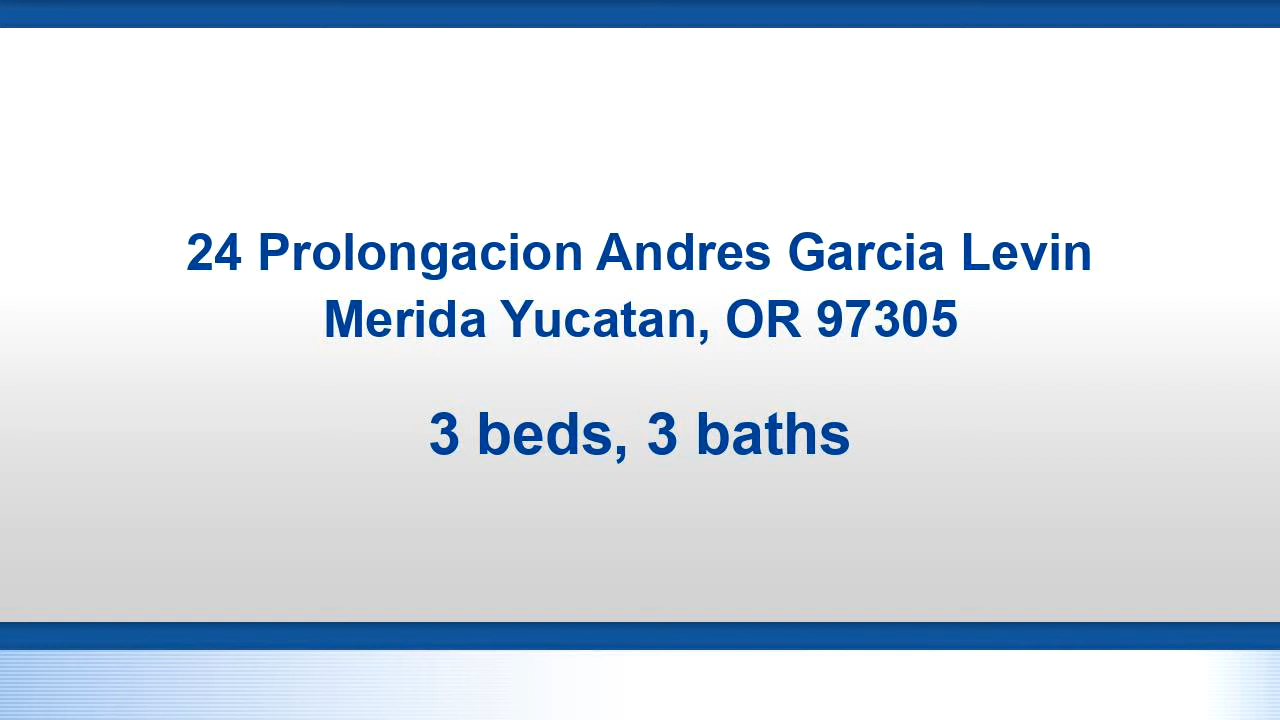 24 Prolongacion Andres Garcia Levin
Merida Yucatan, OR 97305
3 beds, 3 baths